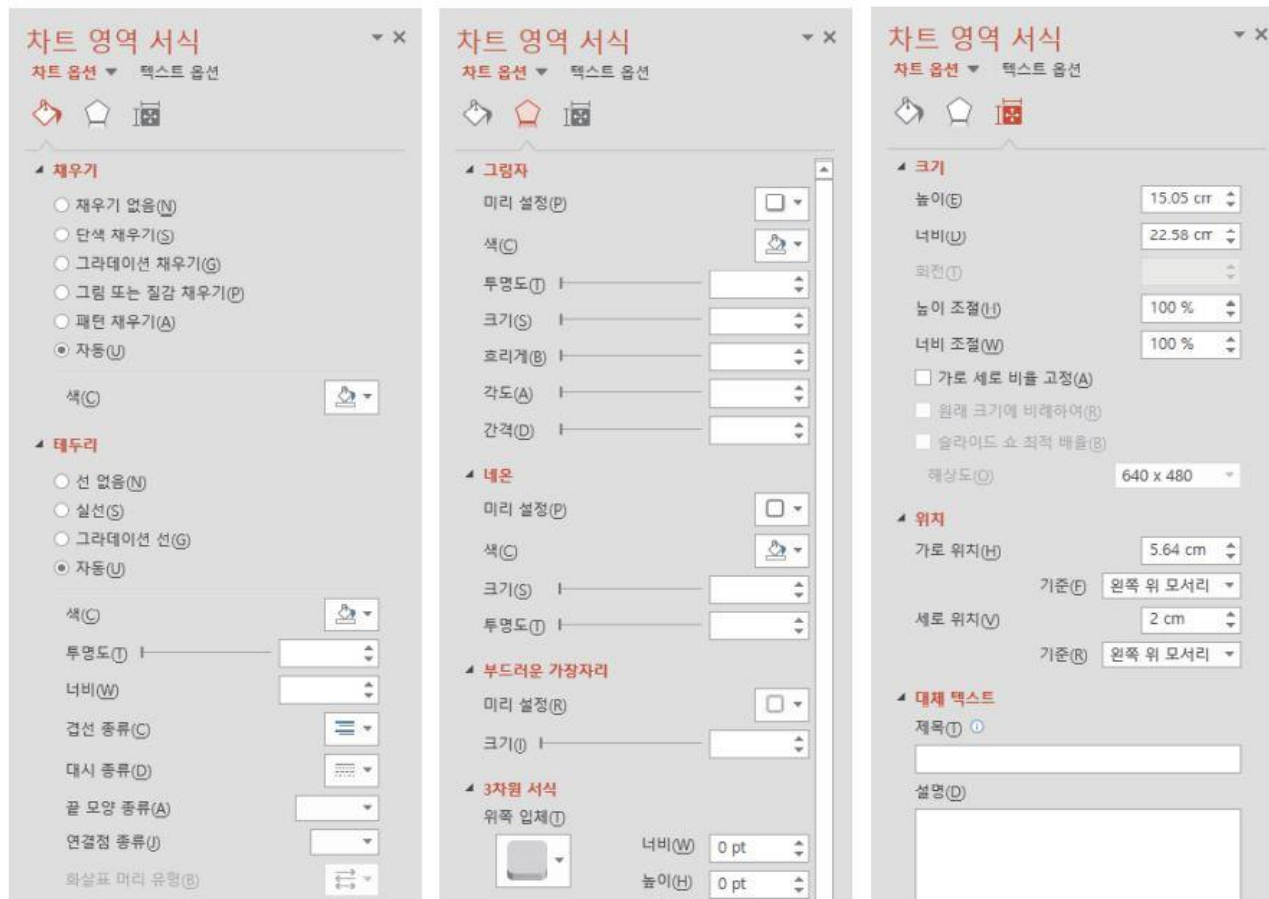 차트 영역 서식
차트 옵션 텍스트 옵션
채우기
채우기 없음(N)
단색 채우기(S)
그라데이션 채우기(G)
그림 또는 질감 채우기(P)
패턴 채우기(A)
자동(U)
색(C)
테두리
선 없음(N)
실선(S)
그라데이션 선(G)
자동(U)
색(C)
투명도(T)
너비(W)
겹선 종류(C)
대시 종류(D)
끝 모양 종류(A)
연결점 종류(J)
화살표 머리 유형(B)
차트 영역 서식
차트 옵션 텍스트 옵션
그림자
미리 설정(P)
색(C)
투명도(T)
크기(S)
흐리게(B)
각도(A)
간격(D)
네온
미리 설정(P)
색(C)
크기(S)
투명도(T)
부드러운 가장자리
미리 설정(R)
크기(I)
3차원 서식
위쪽 입체(T)
너비(W) 0 pt
높이(H) 0 pt
차트 영역 서식
차트 옵션 텍스트 옵션
크기
높이(E) 15.05 cm
너비(D) 22.58 cm
회전(T)
높이 조절(H) 100 %
너비 조절(W) 100 %
가로 세로 비율 고정(A)
원래 크기에 비례하여(R)
슬라이드 쇼 최적 배율(B)
해상도(O) 640 x 480
위치
가로 위치(H) 5.64 cm
기준(F) 왼쪽 위 모서리
세로 위치(V) 2 cm
기준(R) 왼쪽 위 모서리
대체 텍스트
제목(T)
설명(D)